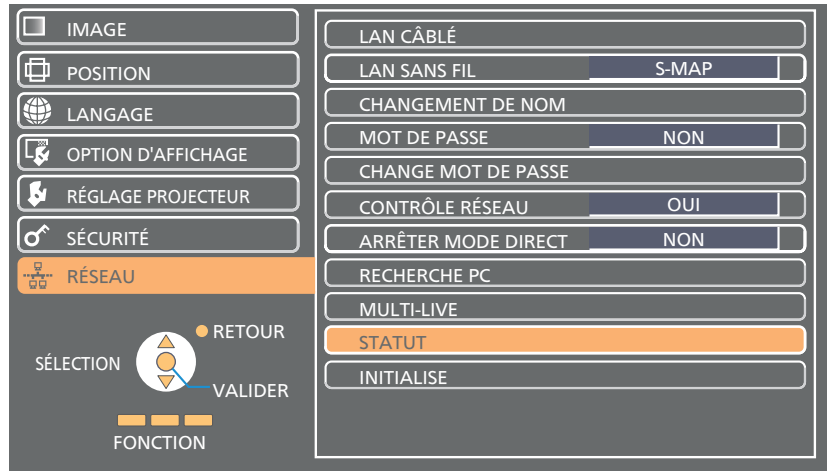 IMAGE
POSITION
LANGAGE
OPTION D'AFFICHAGE
RÉGLAGE PROJECTEUR
SÉCURITÉ
RÉSEAU
RETOUR
SÉLECTION
VALIDER
FONCTION
LAN CÂBLÉ
LAN SANS FIL S-MAP
CHANGEMENT DE NOM
MOT DE PASSE NON
CHANGE MOT DE PASSE
CONTRÔLE RÉSEAU OUI
ARRÊTER MODE DIRECT NON
RECHERCHE PC
MULTI-LIVE
STATUT
INITIALISE